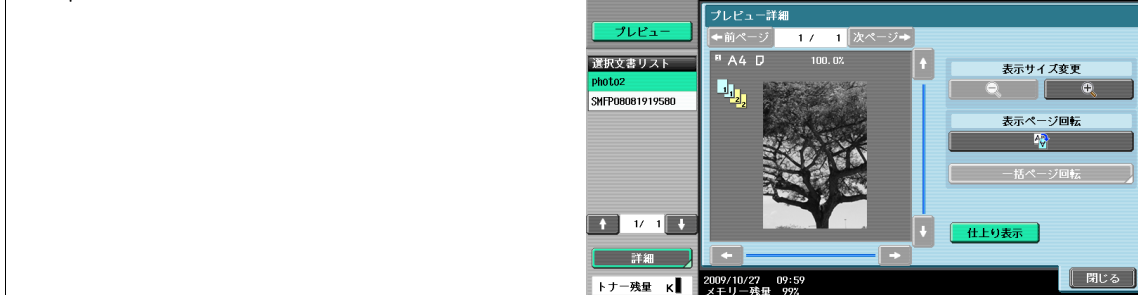 プレビュー
選択文書リスト
photo2
SMFP08081919580
1/ 1
詳細
トナー残量 K
プレビュー詳細
←前ページ 1 / 1 次ページ→
A4 100.0%
表示サイズ変更
表示ページ回転
一括ページ回転
仕上り表示
2009/10/27 09:59
メモリー残量 99%
閉じる